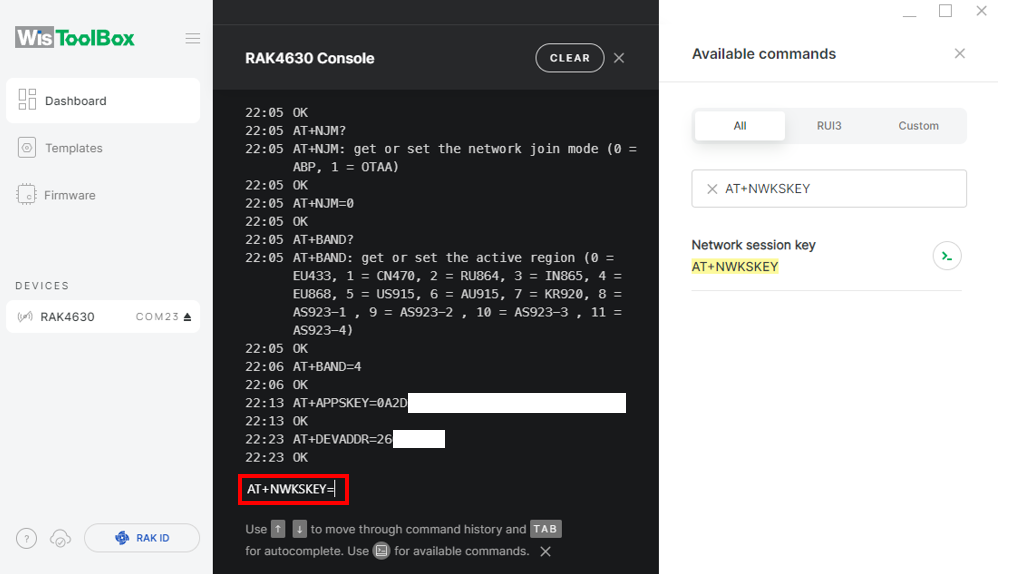 WisToolBox
Dashboard
Templates
Firmware
DEVICES
RAK4630 COM23
?
RAK ID
RAK4630 Console
CLEAR
22:05 OK
22:05 AT+NJM?
22:05 AT+NJM: get or set the network join mode (0 =
ABP, 1 = OTAA)
22:05 OK
22:05 AT+NJM=0
22:05 OK
22:05 AT+BAND?
22:05 AT+BAND: get or set the active region (0 =
EU433, 1 = CN470, 2 = RU864, 3 = IN865, 4 =
EU868, 5 = US915, 6 = AU915, 7 = KR920, 8 =
AS923-1 , 9 = AS923-2 , 10 = AS923-3 , 11 =
AS923-4)
22:05 OK
22:06 AT+BAND=4
22:06 OK
22:13 AT+APPSKEY=0A2D
22:13 OK
22:23 AT+DEVADDR=26
22:23 OK
AT+NWKSKEY=
Use ↑ ↓ to move through command history and TAB
for autocomplete. Use for available commands.
Available commands
All RUI3 Custom
AT+NWKSKEY
Network session key
AT+NWKSKEY